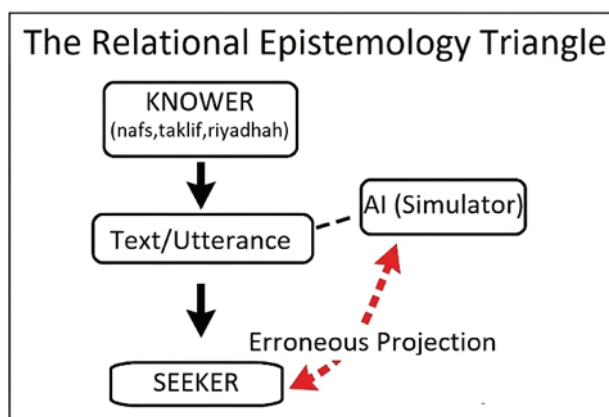 The Relational Epistemology Triangle
KNOWER
(nafs,taklif,riyadhah)
Text/Utterance
AI (Simulator)
Erroneous Projection
SEEKER